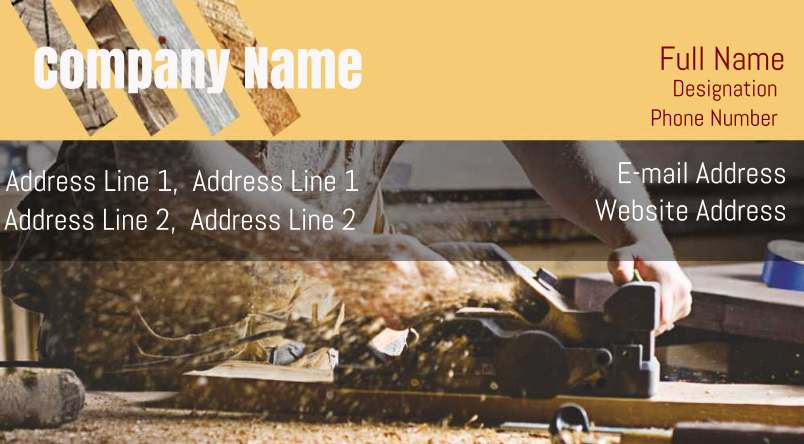 Company Name
Full Name
Designation
Phone Number
Address Line 1,  Address Line 1
Address Line 2,  Address Line 2
E-mail Address
Website Address